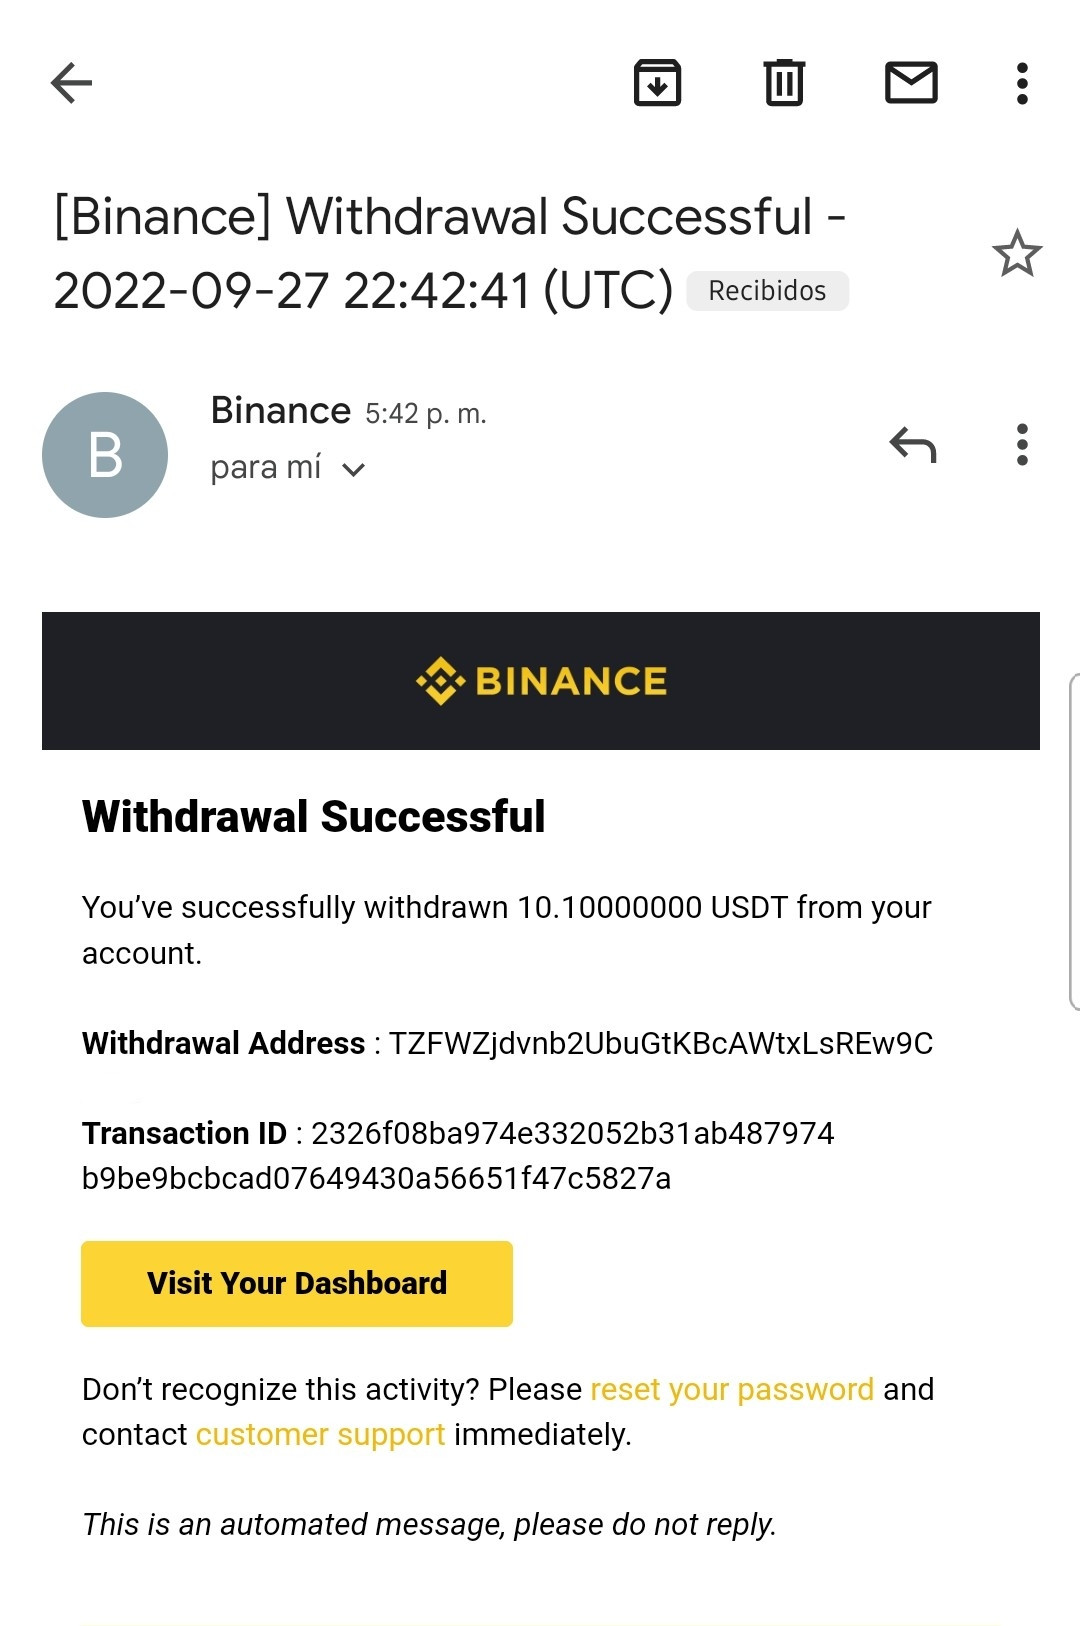 [Binance] Withdrawal Successful -
2022-09-27 22:42:41 (UTC) Recibidos
B
Binance 5:42 p. m.
para mí
BINANCE
Withdrawal Successful
You’ve successfully withdrawn 10.10000000 USDT from your
account.
Withdrawal Address : TZFWZjdvnb2UbuGtKBcAWtxLsREw9C
Transaction ID : 2326f08ba974e332052b31ab487974
b9be9bcbcad07649430a56651f47c5827a
Visit Your Dashboard
Don’t recognize this activity? Please reset your password and
contact customer support immediately.
This is an automated message, please do not reply.